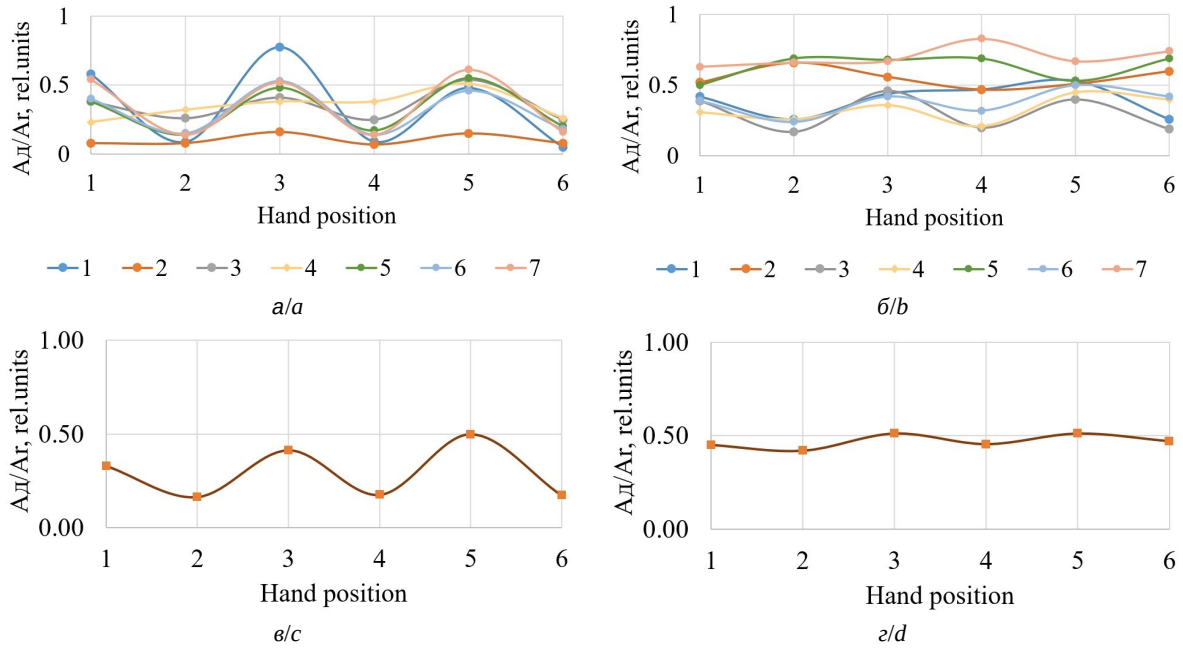 1
0.5
0
Ад/Ar, rel.units
1 2 3 4 5 6
Hand position
1 2 3 4 5 6 7
а/a
1
0.5
0
Ад/Ar, rel.units
1 2 3 4 5 6
Hand position
1 2 3 4 5 6 7
б/b
1.00
0.50
0.00
Ад/Ar, rel.units
1 2 3 4 5 6
Hand position
в/c
1.00
0.50
0.00
Ад/Ar, rel.units
1 2 3 4 5 6
Hand position
г/d